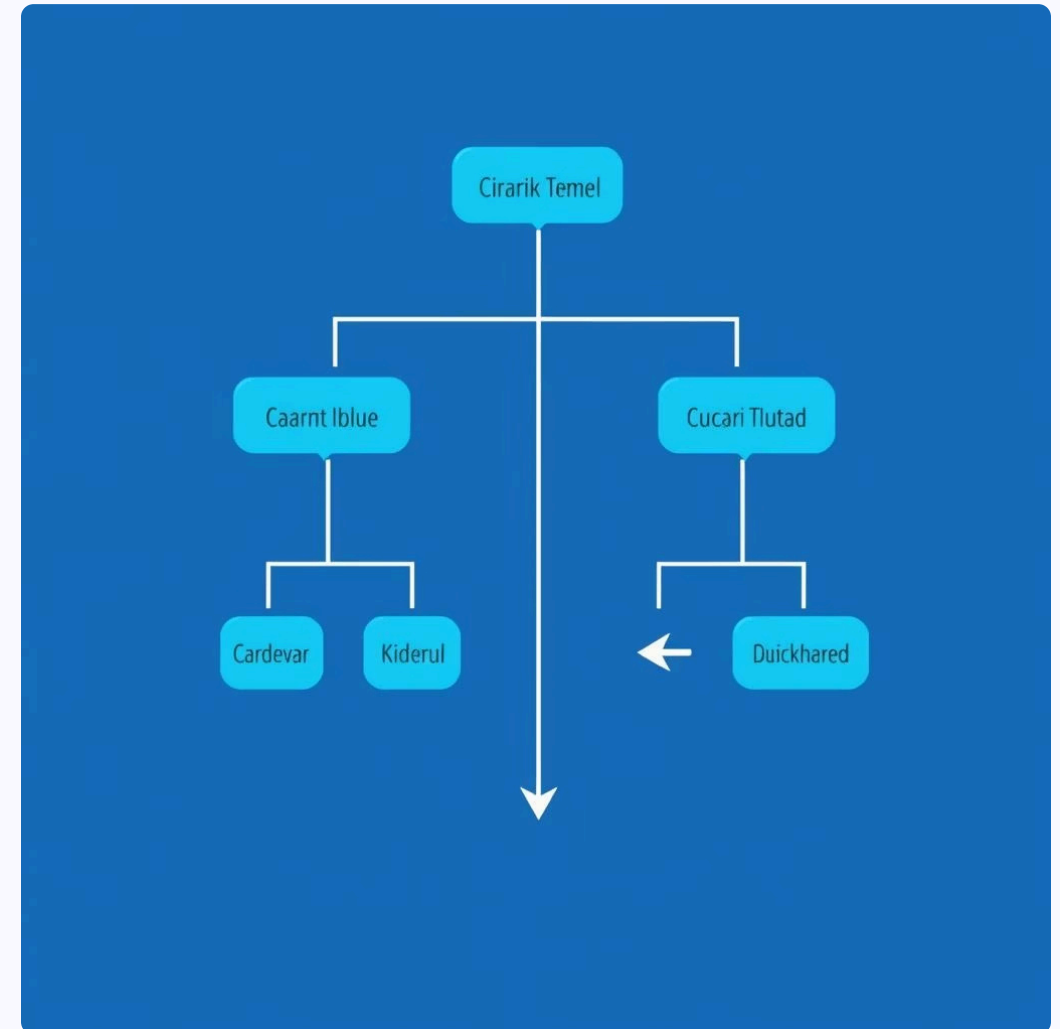 Cirarik Temel
Caarnt Iblue
Cucari Tlutad
Cardevar
Kiderul
Duickhared